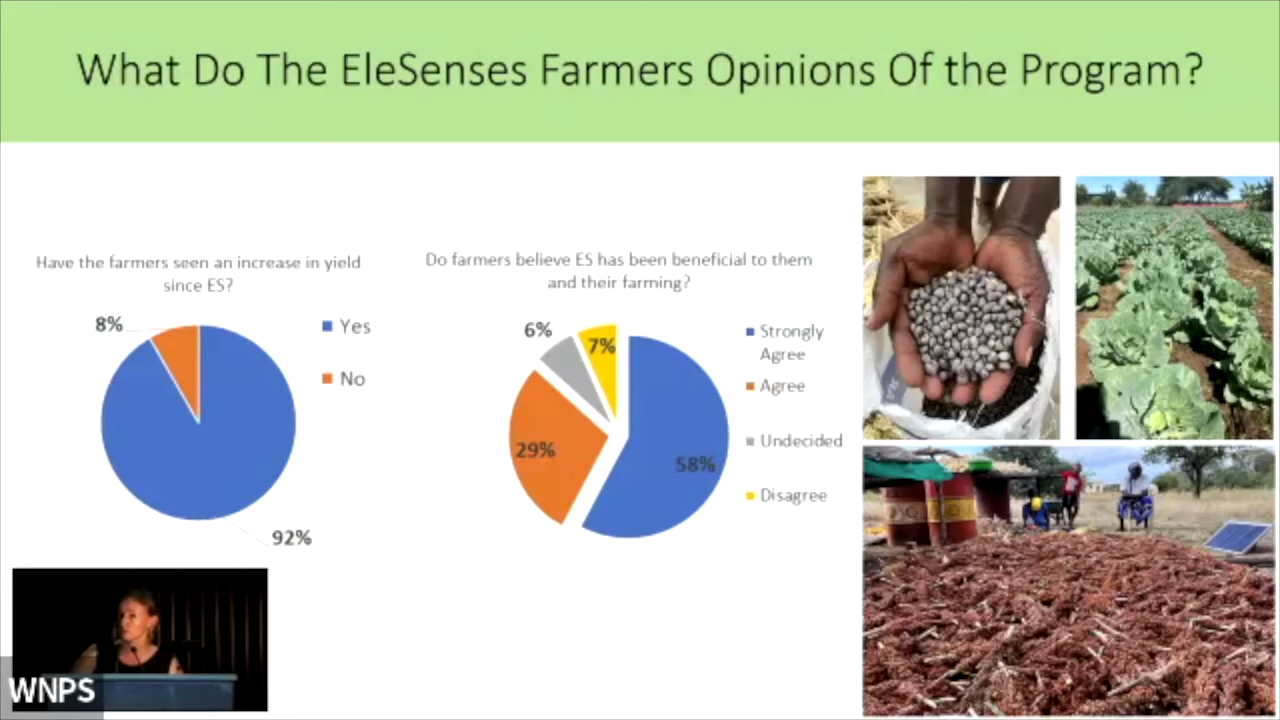 What Do The EleSenses Farmers Opinions Of the Program?
Have the farmers seen an increase in yield
since ES?
8%
Yes
No
92%
Do farmers believe ES has been beneficial to them
and their farming?
6%
7%
29%
58%
Strongly
Agree
Agree
Undecided
Disagree
WNPS